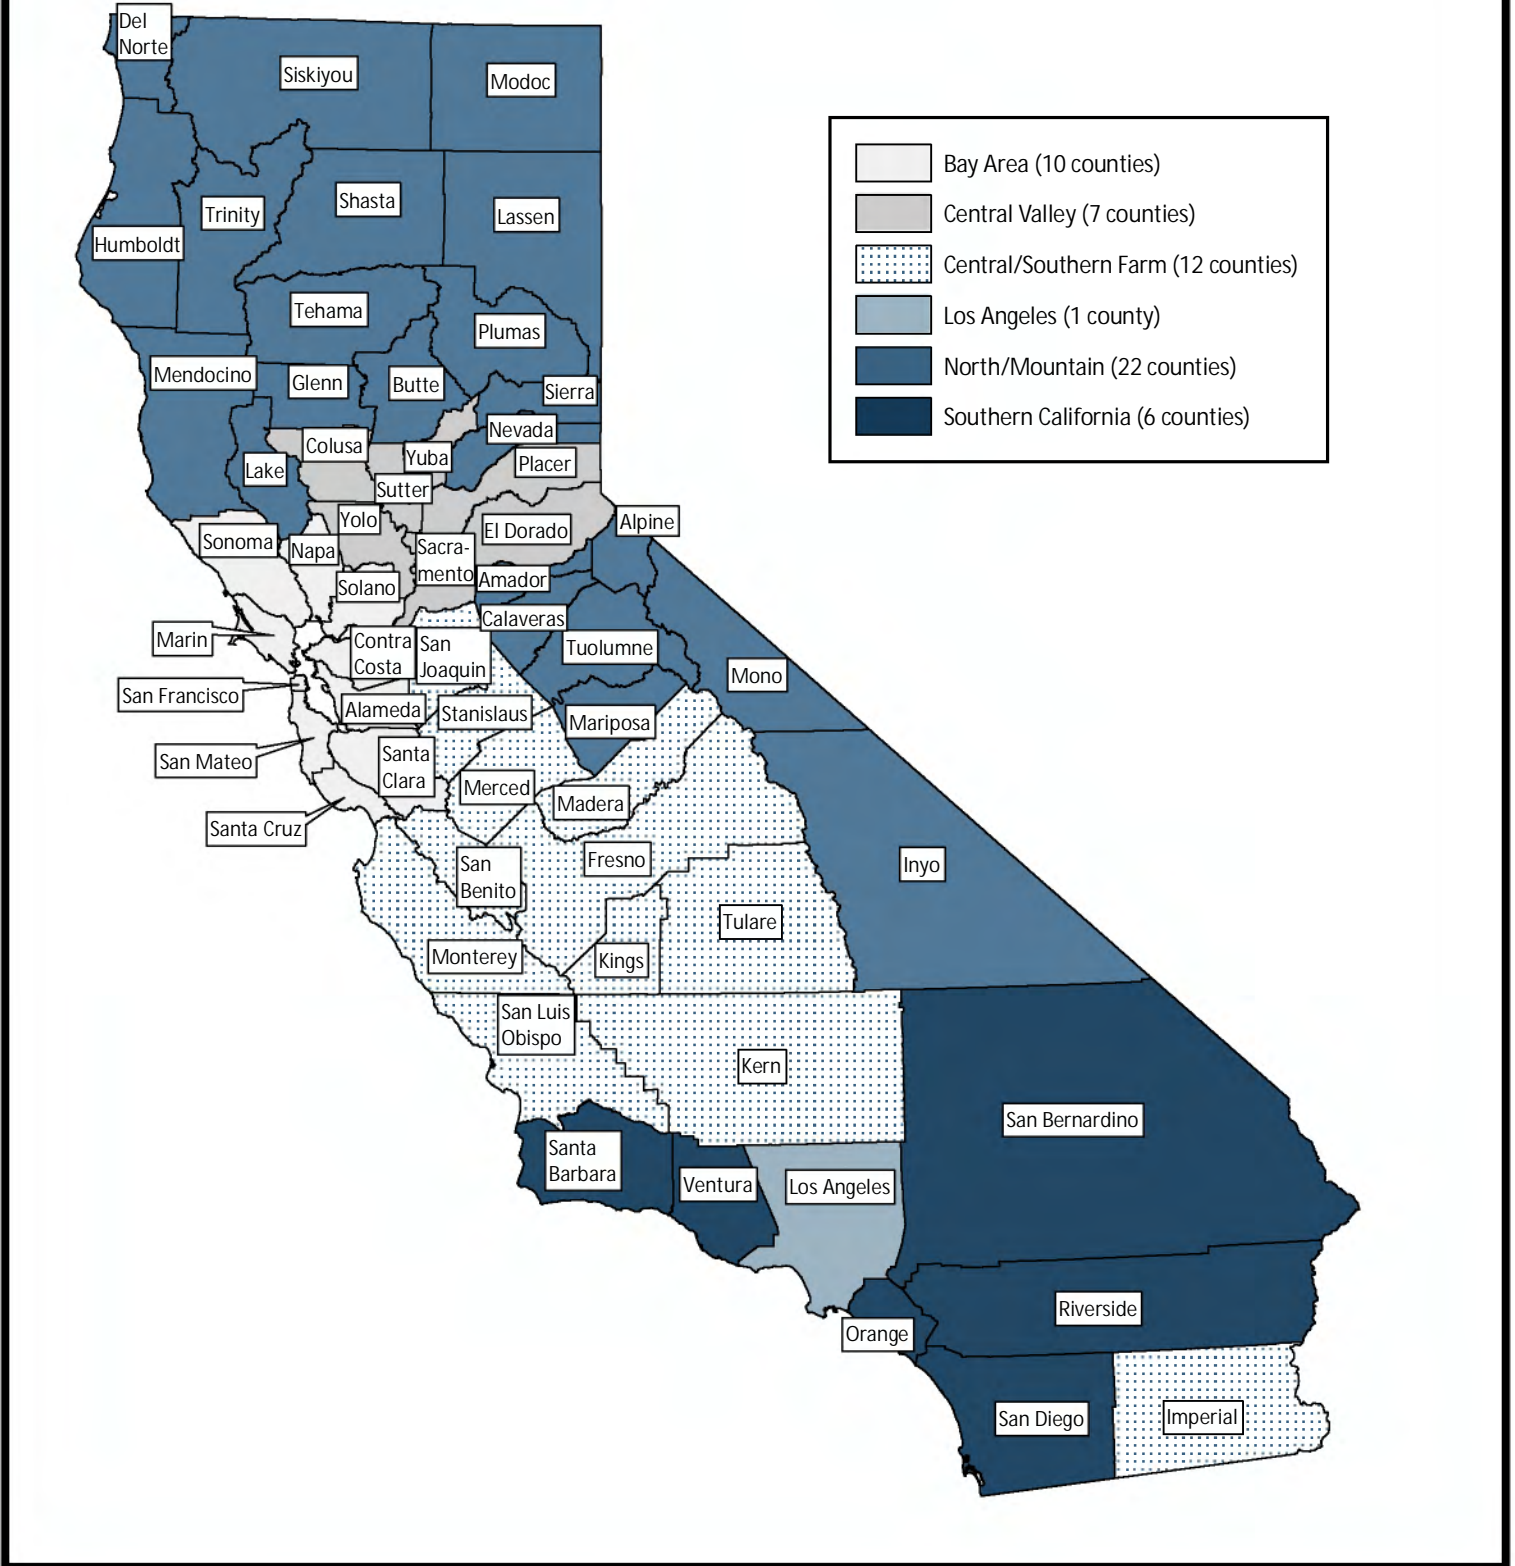 Del
Norte
Siskiyou
Modoc
Bay Area (10 counties)
Central Valley (7 counties)
Central/Southern Farm (12 counties)
Los Angeles (1 county)
North/Mountain (22 counties)
Southern California (6 counties)
Shasta
Trinity
Lassen
Humboldt
Tehama
Plumas
Mendocino
Glenn
Butte
Sierra
Nevada
Colusa
Yuba
Placer
Lake
Sutter
Yolo
Alpine
El Dorado
Sonoma
Napa
Sacra-
mento
Amador
Solano
Calaveras
Marin
Contra
Costa
San
Joaquin
Tuolumne
Mono
San Francisco
Alameda
Stanislaus
Mariposa
San Mateo
Santa
Clara
Merced
Madera
Santa Cruz
San
Benito
Fresno
Inyo
Tulare
Monterey
Kings
San Luis
Obispo
Kern
San Bernardino
Santa
Barbara
Ventura
Los Angeles
Riverside
Orange
San Diego
Imperial